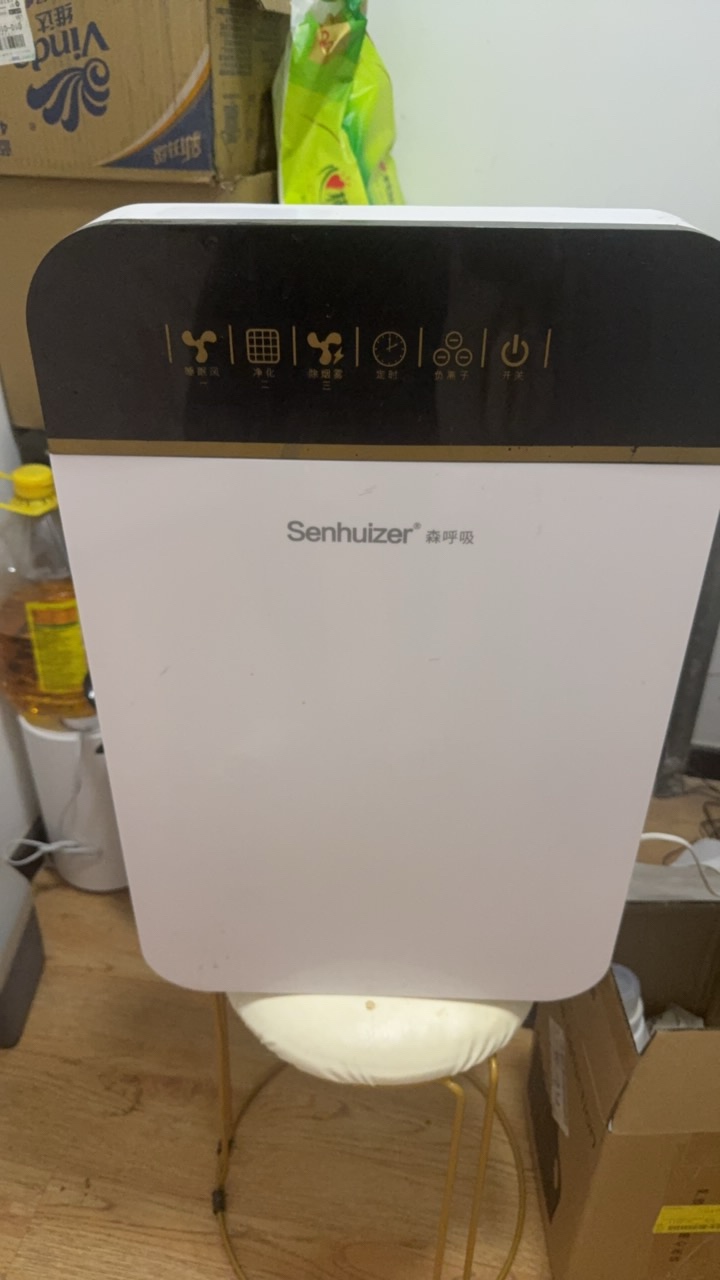 维达
Vinda
睡眠风 净化 除烟雾 定时 负离子 开关
一 二 三
Senhuizer® 森呼吸